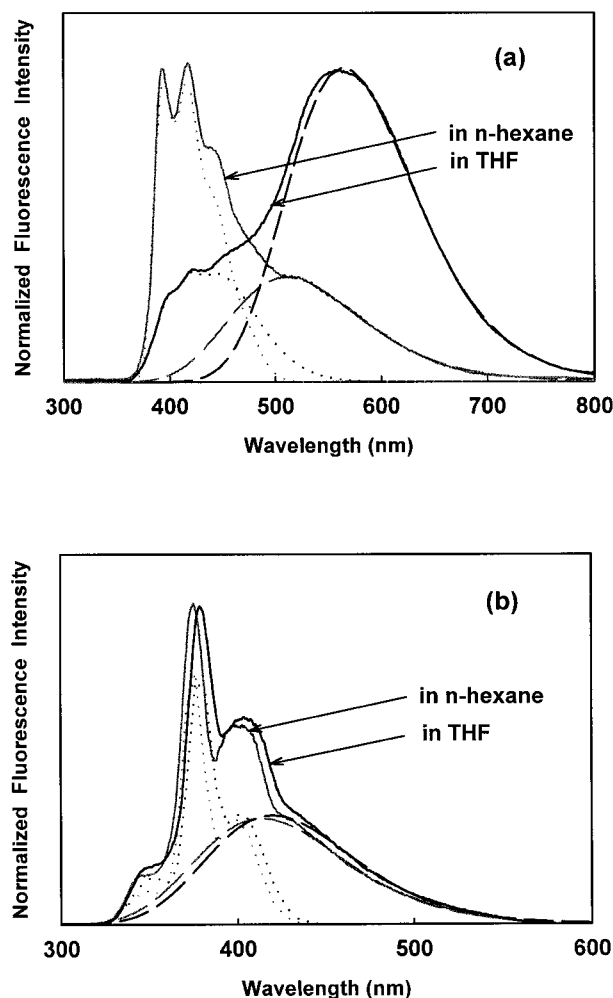 Normalized Fluorescence Intensity
(a)
in n-hexane
in THF
300 400 500 600 700 800
Wavelength (nm)
Normalized Fluorescence Intensity
(b)
in n-hexane
in THF
300 400 500 600
Wavelength (nm)